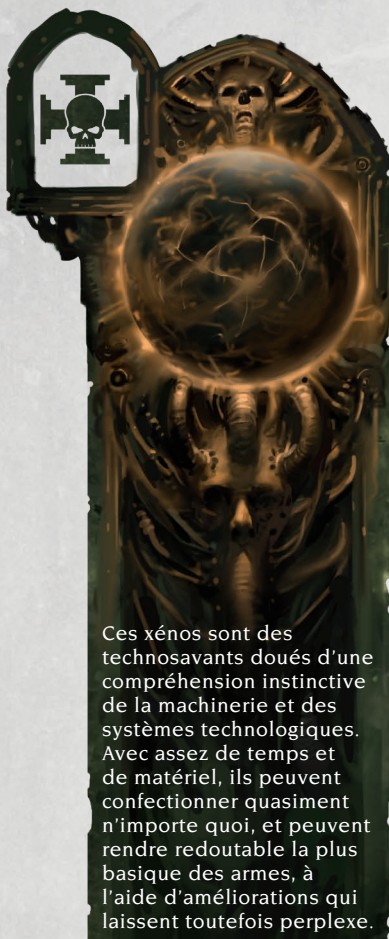 Ces xénos sont des
technosavants doués d’une
compréhension instinctive
de la machinerie et des
systèmes technologiques.
Avec assez de temps et
de matériel, ils peuvent
confectionner quasiment
n’importe quoi, et peuvent
rendre redoutable la plus
basique des armes, à
l’aide d’améliorations qui
laissent toutefois perplexe.